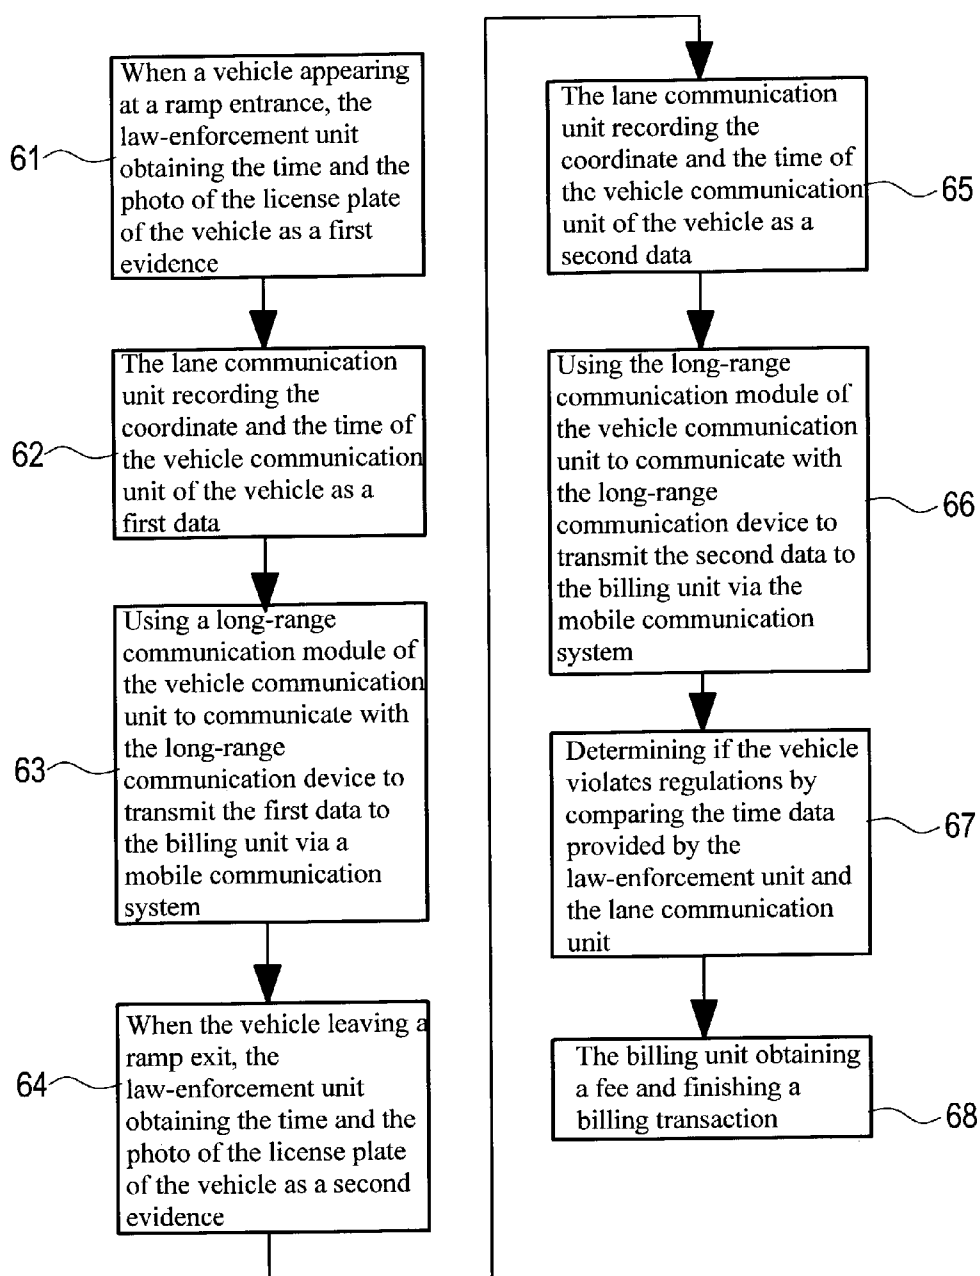 61
When a vehicle appearing
at a ramp entrance, the
law-enforcement unit
obtaining the time and the
photo of the license plate
of the vehicle as a first
evidence
62
The lane communication
unit recording the
coordinate and the time of
the vehicle communication
unit of the vehicle as a
first data
63
Using a long-range
communication module of
the vehicle communication
unit to communicate with
the long-range
communication device to
transmit the first data to
the billing unit via a
mobile communication
system
64
When the vehicle leaving a
ramp exit, the
law-enforcement unit
obtaining the time and the
photo of the license plate
of the vehicle as a second
evidence
The lane communication
unit recording the
coordinate and the time of
the vehicle communication
unit of the vehicle as a
second data
65
Using the long-range
communication module of
the vehicle communication
unit to communicate with
the long-range
communication device to
transmit the second data to
the billing unit via the
mobile communication
system
66
Determining if the vehicle
violates regulations by
comparing the time data
provided by the
law-enforcement unit and
the lane communication
unit
67
The billing unit obtaining
a fee and finishing a
billing transaction
68